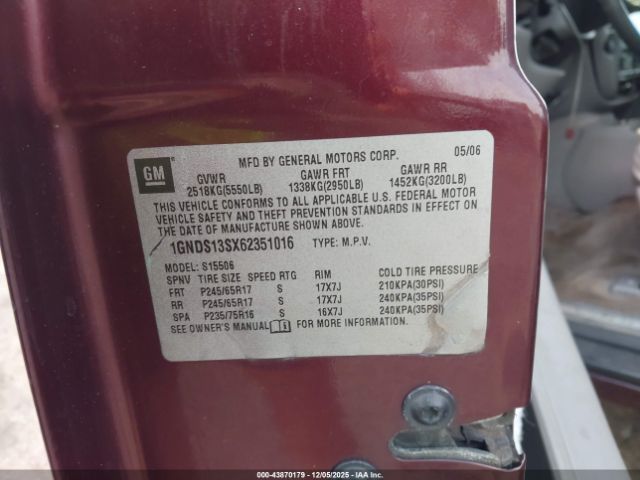 MFD BY GENERAL MOTORS CORP. 05/06
GM GVWR GAWR FRT GAWR RR
2518KG(5550LB) 1338KG(2950LB) 1452KG(3200LB)
THIS VEHICLE CONFORMS TO ALL APPLICABLE U.S. FEDERAL MOTOR
VEHICLE SAFETY AND THEFT PREVENTION STANDARDS IN EFFECT ON
THE DATE OF MANUFACTURE SHOWN ABOVE.
1GNDS13SX62351016 TYPE: M.P.V.
MODEL: S15506
SPNV TIRE SIZE SPEED RTG RIM COLD TIRE PRESSURE
FRT P245/65R17 S 17X7J 210KPA(30PSI)
RR P245/65R17 S 17X7J 240KPA(35PSI)
SPA P235/75R16 S 16X7J 240KPA(35PSI)
SEE OWNER'S MANUAL FOR MORE INFORMATION.
00-43870179 - 12/05/2025 - IAAI.COM